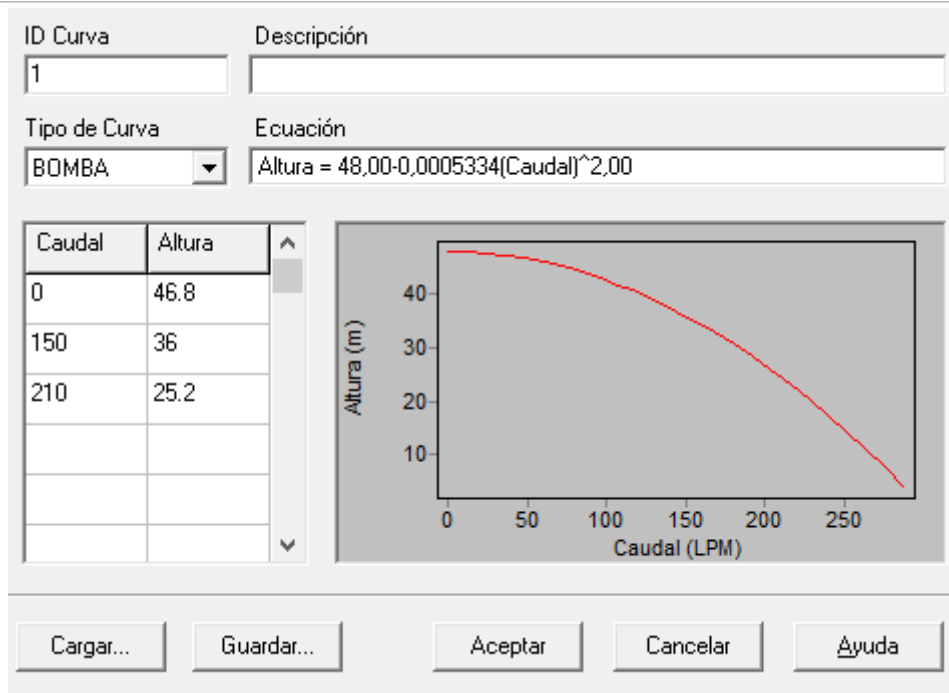 ID Curva Descripción
1
Tipo de Curva Ecuación
BOMBA Altura = 48,00-0,0005334(Caudal)^2,00
Caudal Altura
0 46.8
150 36
210 25.2
Altura (m)
40
30
20
10
0 50 100 150 200 250
Caudal (LPM)
Cargar... Guardar... Aceptar Cancelar Ayuda